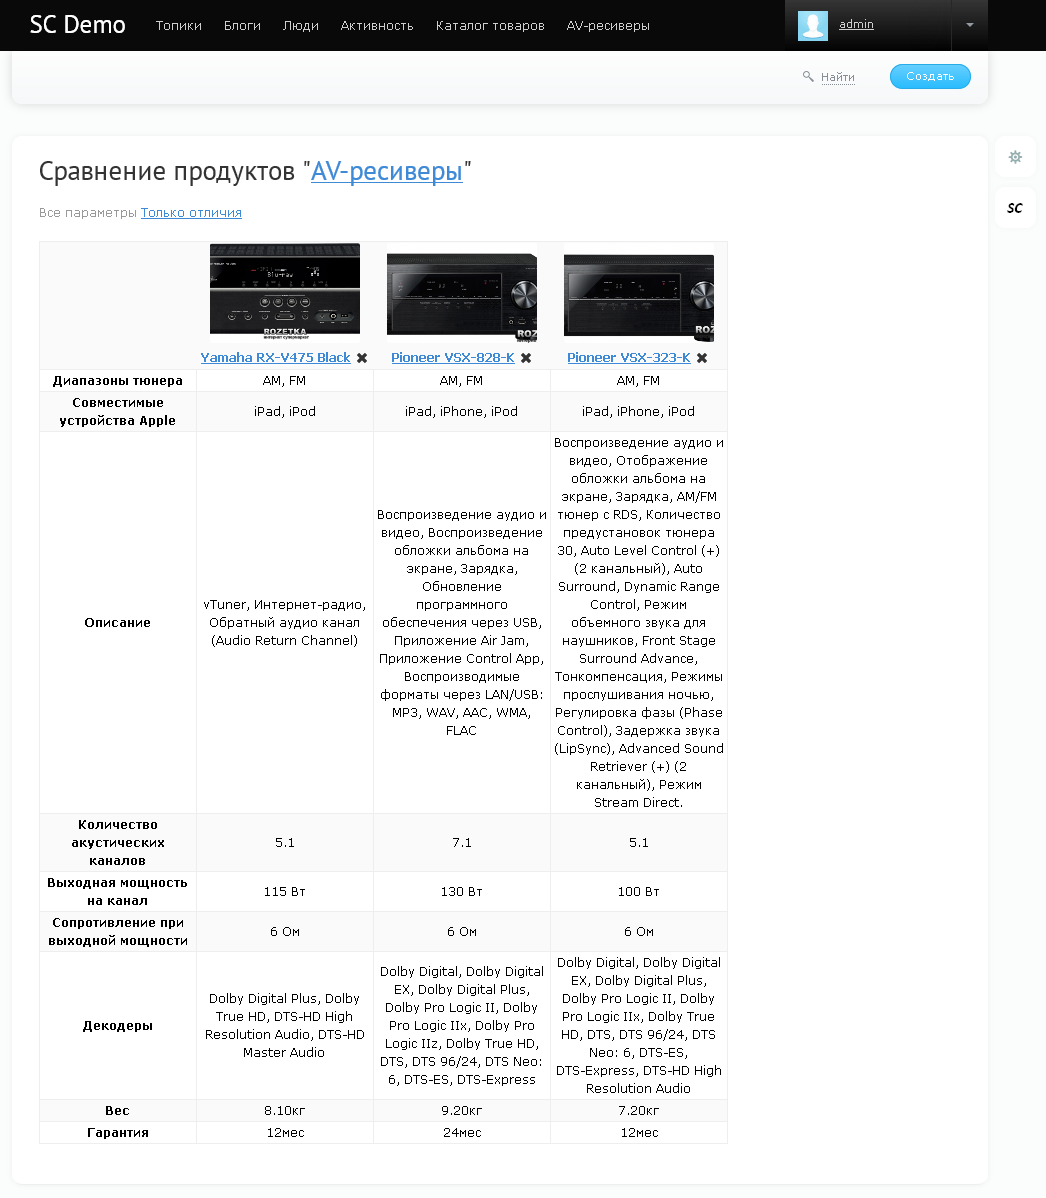 SC Demo Топики Блоги Люди Активность Каталог товаров AV-ресиверы admin
Найти Создать
Сравнение продуктов "AV-ресиверы"
SC
Все параметры Только отличия
Blu-ray
ROZETKA ROZ ROZ
интернет супермаркет
Yamaha RX-V475 Black ✖ Pioneer VSX-828-K ✖ Pioneer VSX-323-K ✖
Диапазоны тюнера AM, FM AM, FM AM, FM
Совместимые
устройства Apple
iPad, iPod iPad, iPhone, iPod iPad, iPhone, iPod
Описание
vTuner, Интернет-радио,
Обратный аудио канал
(Audio Return Channel)
Воспроизведение аудио и
видео, Воспроизведение
обложки альбома на
экране, Зарядка,
Обновление
программного
обеспечения через USB,
Приложение Air Jam,
Приложение Control App,
Воспроизводимые
форматы через LAN/USB:
MP3, WAV, AAC, WMA,
FLAC
Воспроизведение аудио и
видео, Отображение
обложки альбома на
экране, Зарядка, AM/FM
тюнер с RDS, Количество
предустановок тюнера
30, Auto Level Control (+)
(2 канальный), Auto
Surround, Dynamic Range
Control, Режим
объемного звука для
наушников, Front Stage
Surround Advance,
Тонкомпенсация, Режимы
прослушивания ночью,
Регулировка фазы (Phase
Control), Задержка звука
(LipSync), Advanced Sound
Retriever (+) (2
канальный), Режим
Stream Direct.
Количество
акустических
каналов
5.1 7.1 5.1
Выходная мощность
на канал
115 Вт 130 Вт 100 Вт
Сопротивление при
выходной мощности
6 Ом 6 Ом 6 Ом
Декодеры
Dolby Digital Plus, Dolby
True HD, DTS-HD High
Resolution Audio, DTS-HD
Master Audio
Dolby Digital, Dolby Digital
EX, Dolby Digital Plus,
Dolby Pro Logic II, Dolby
Pro Logic IIx, Dolby Pro
Logic IIz, Dolby True HD,
DTS, DTS 96/24, DTS Neo:
6, DTS-ES, DTS-Express
Dolby Digital, Dolby Digital
EX, Dolby Digital Plus,
Dolby Pro Logic II, Dolby
Pro Logic IIx, Dolby True
HD, DTS, DTS 96/24, DTS
Neo: 6, DTS-ES,
DTS-Express, DTS-HD High
Resolution Audio
Вес 8.10кг 9.20кг 7.20кг
Гарантия 12мес 24мес 12мес